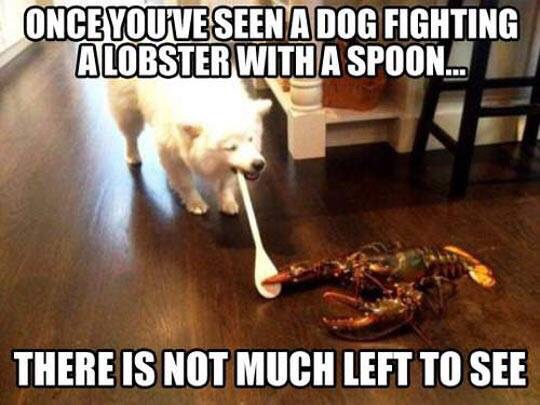 ONCE YOU'VE SEEN A DOG FIGHTING
A LOBSTER WITH A SPOON...
THERE IS NOT MUCH LEFT TO SEE